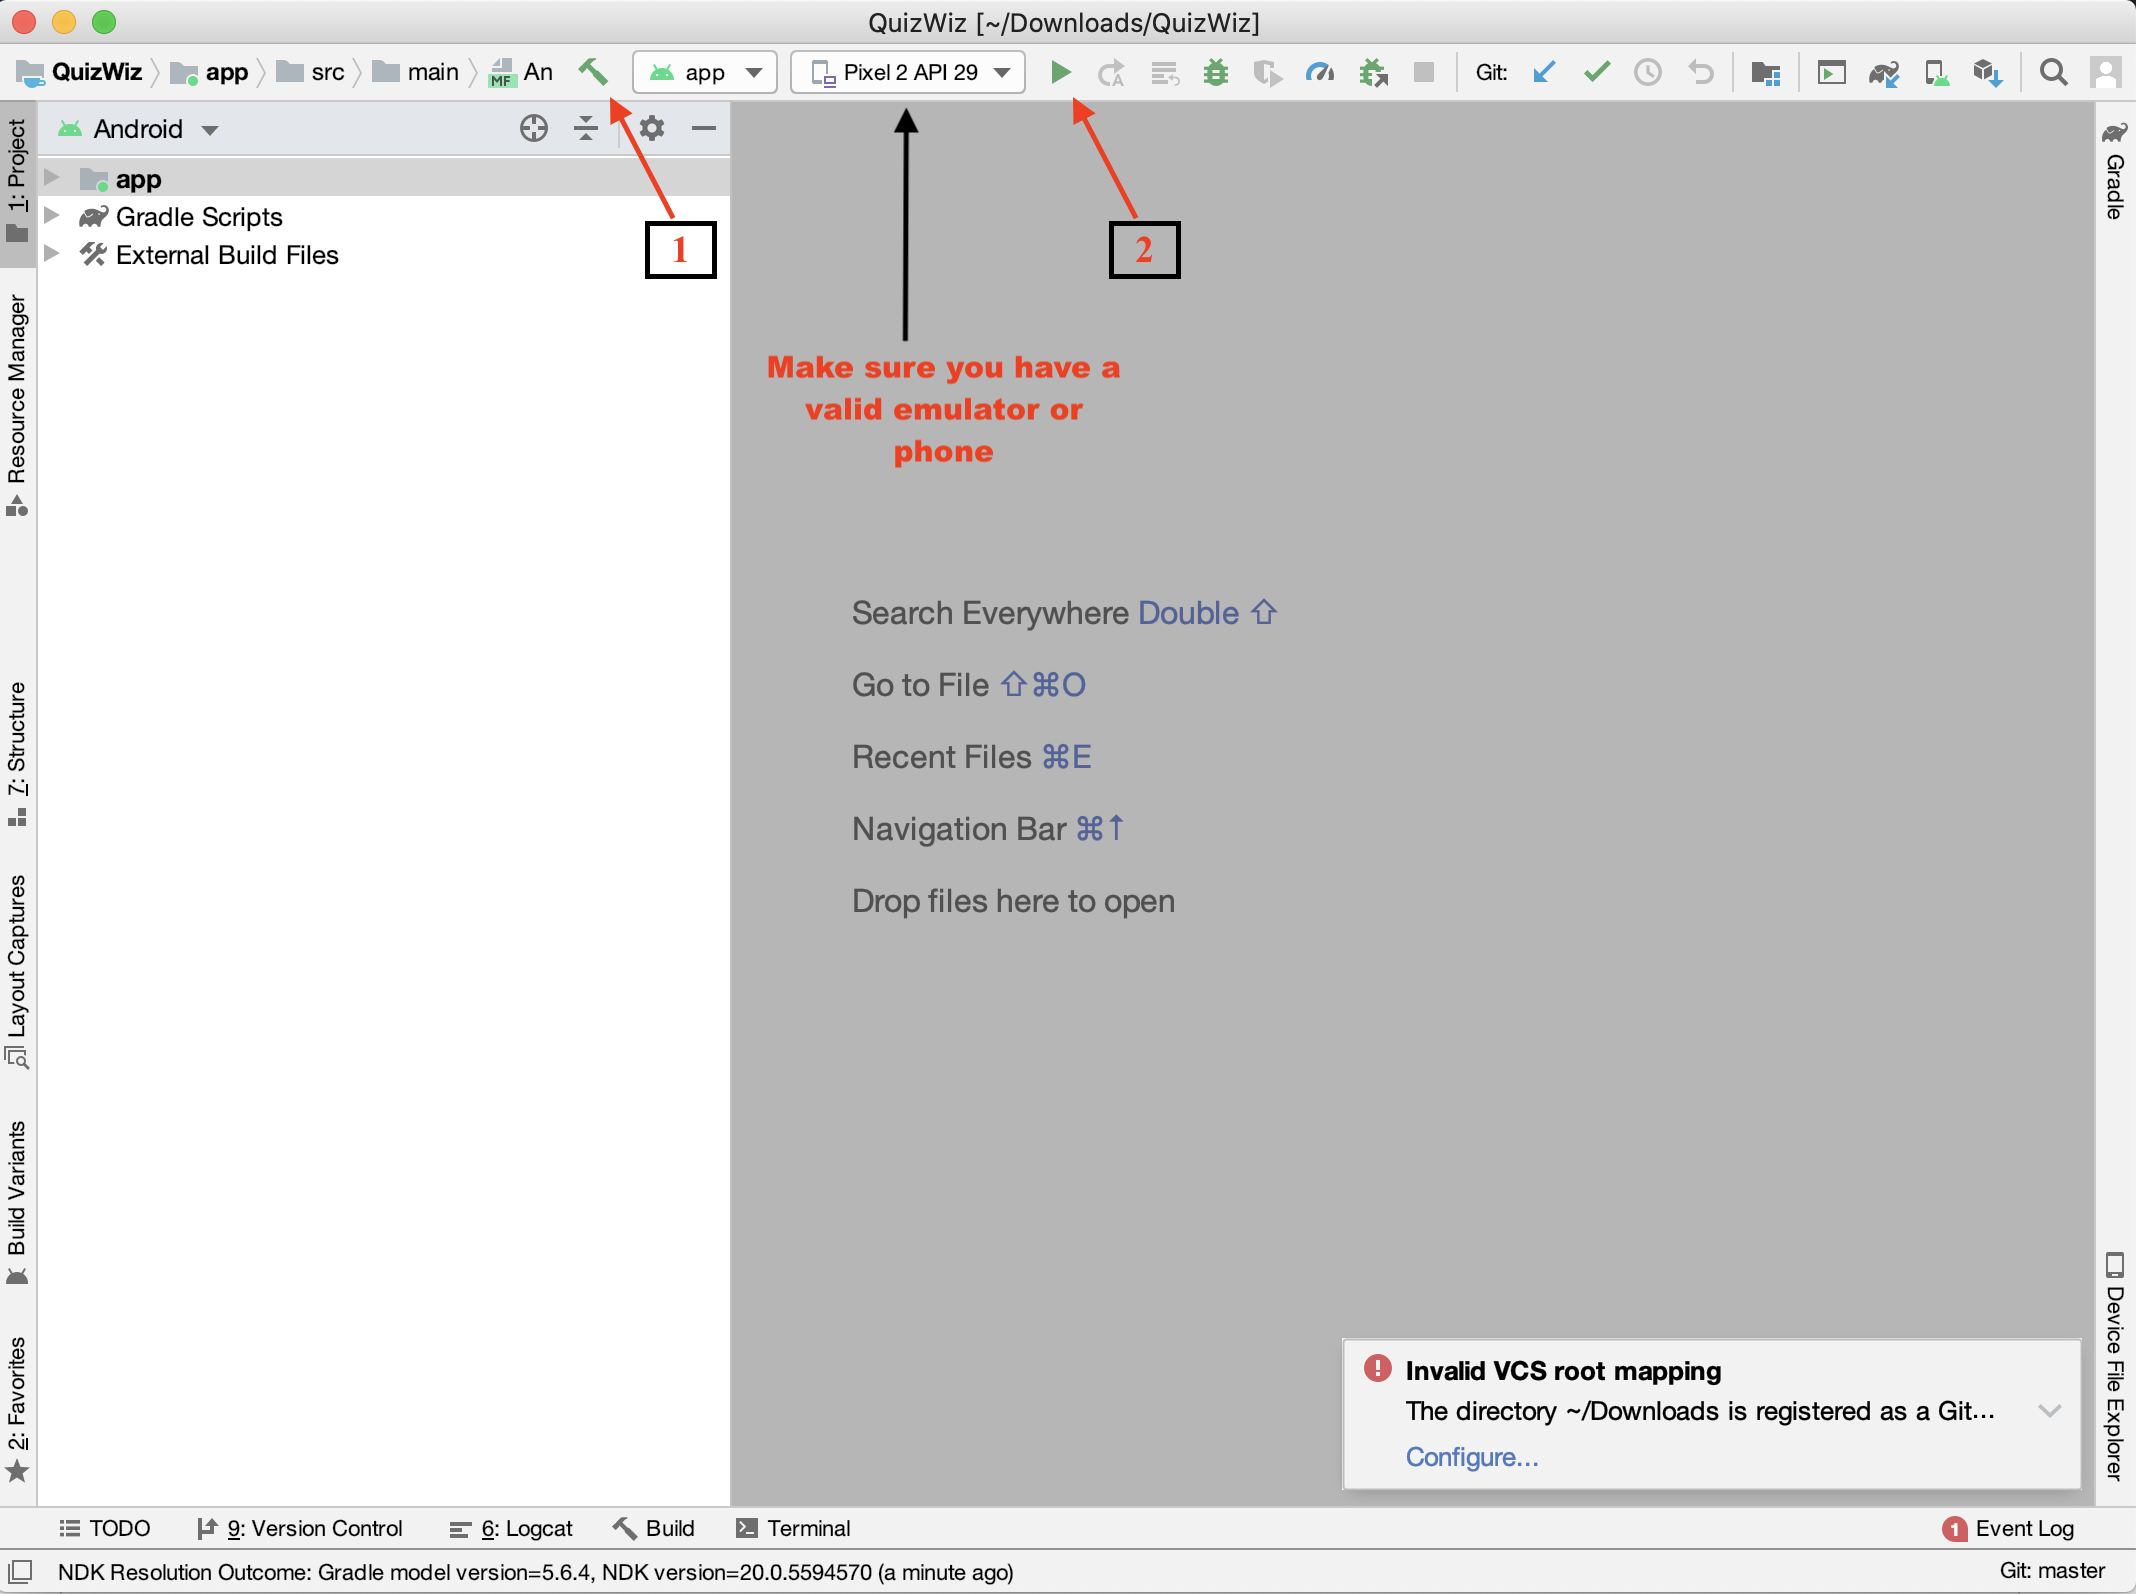 QuizWiz [~/Downloads/QuizWiz]
QuizWiz app src main MF An app Pixel 2 API 29 Git:
Android
app
Gradle Scripts
External Build Files
1
2
Make sure you have a
valid emulator or
phone
Search Everywhere Double ⇧
Go to File ⇧⌘O
Recent Files ⌘E
Navigation Bar ⌘↑
Drop files here to open
1: Project
Resource Manager
7: Structure
Layout Captures
Build Variants
2: Favorites
Gradle
Device File Explorer
Invalid VCS root mapping
The directory ~/Downloads is registered as a Git...
Configure...
TODO 9: Version Control 6: Logcat Build Terminal 1 Event Log
NDK Resolution Outcome: Gradle model version=5.6.4, NDK version=20.0.5594570 (a minute ago) Git: master